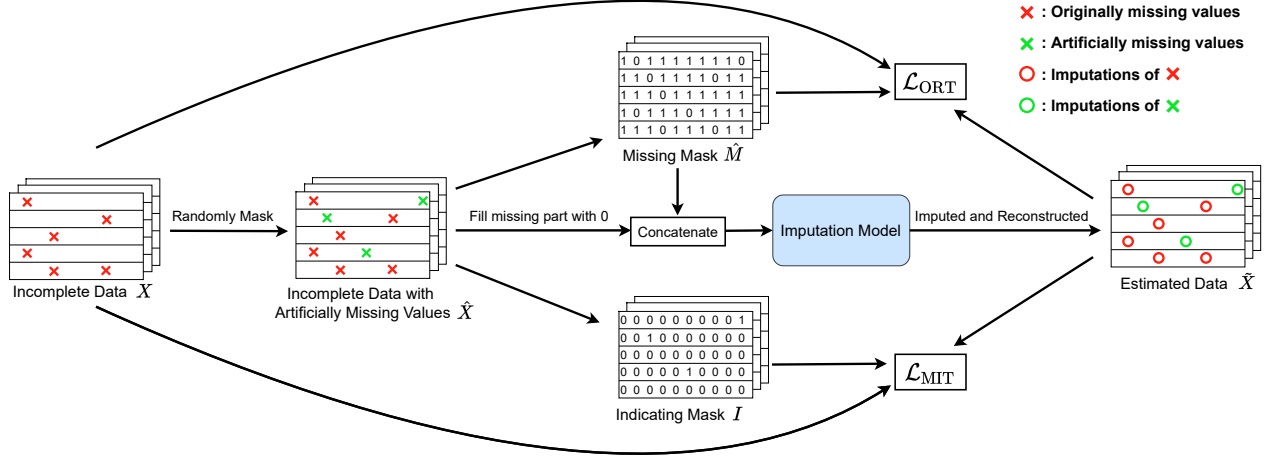 : Originally missing values
: Artificially missing values
: Imputations of
: Imputations of
1 0 1 1 1 1 1 1 1 0
1 1 0 1 1 1 0 1 1 1
1 1 1 0 1 1 1 1 1 1
1 0 1 1 1 0 1 1 1 1
1 1 1 0 1 1 1 0 1 1
Missing Mask M̂
ℒORT
Randomly Mask
Fill missing part with 0
Concatenate
Imputation Model
Imputed and Reconstructed
Incomplete Data X
Incomplete Data with
Artificially Missing Values X̂
Estimated Data X̃
0 0 0 0 0 0 0 0 0 1
0 0 1 0 0 0 0 0 0 0
0 0 0 0 0 0 0 0 0 0
0 0 0 0 0 1 0 0 0 0
0 0 0 0 0 0 0 0 0 0
Indicating Mask I
ℒMIT